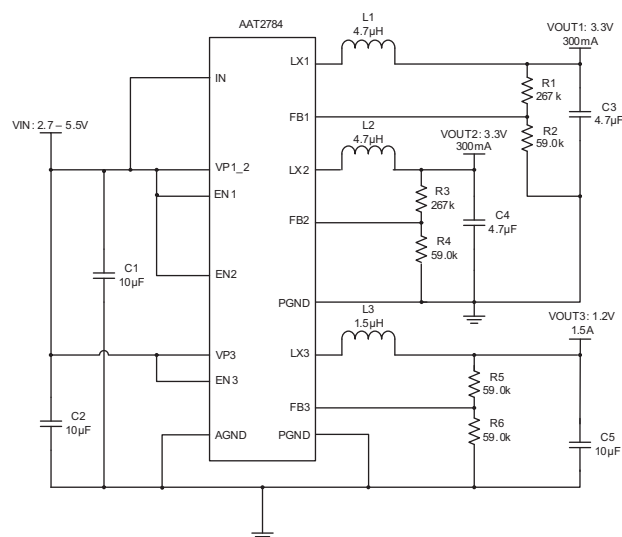 AAT2784
L1
4.7µH
VOUT1: 3.3V
300mA
LX1
IN
R1
267 k
C3
4.7µF
VIN: 2.7 – 5.5V
FB1
L2
4.7µH
VOUT2: 3.3V
300mA
R2
59.0k
VP1_2
LX2
EN1
R3
267k
FB2
C4
4.7µF
R4
59.0k
C1
10µF
EN2
PGND
L3
1.5µH
VOUT3: 1.2V
1.5A
VP3
LX3
EN3
R5
59.0k
FB3
C2
10µF
R6
59.0k
AGND
PGND
C5
10µF